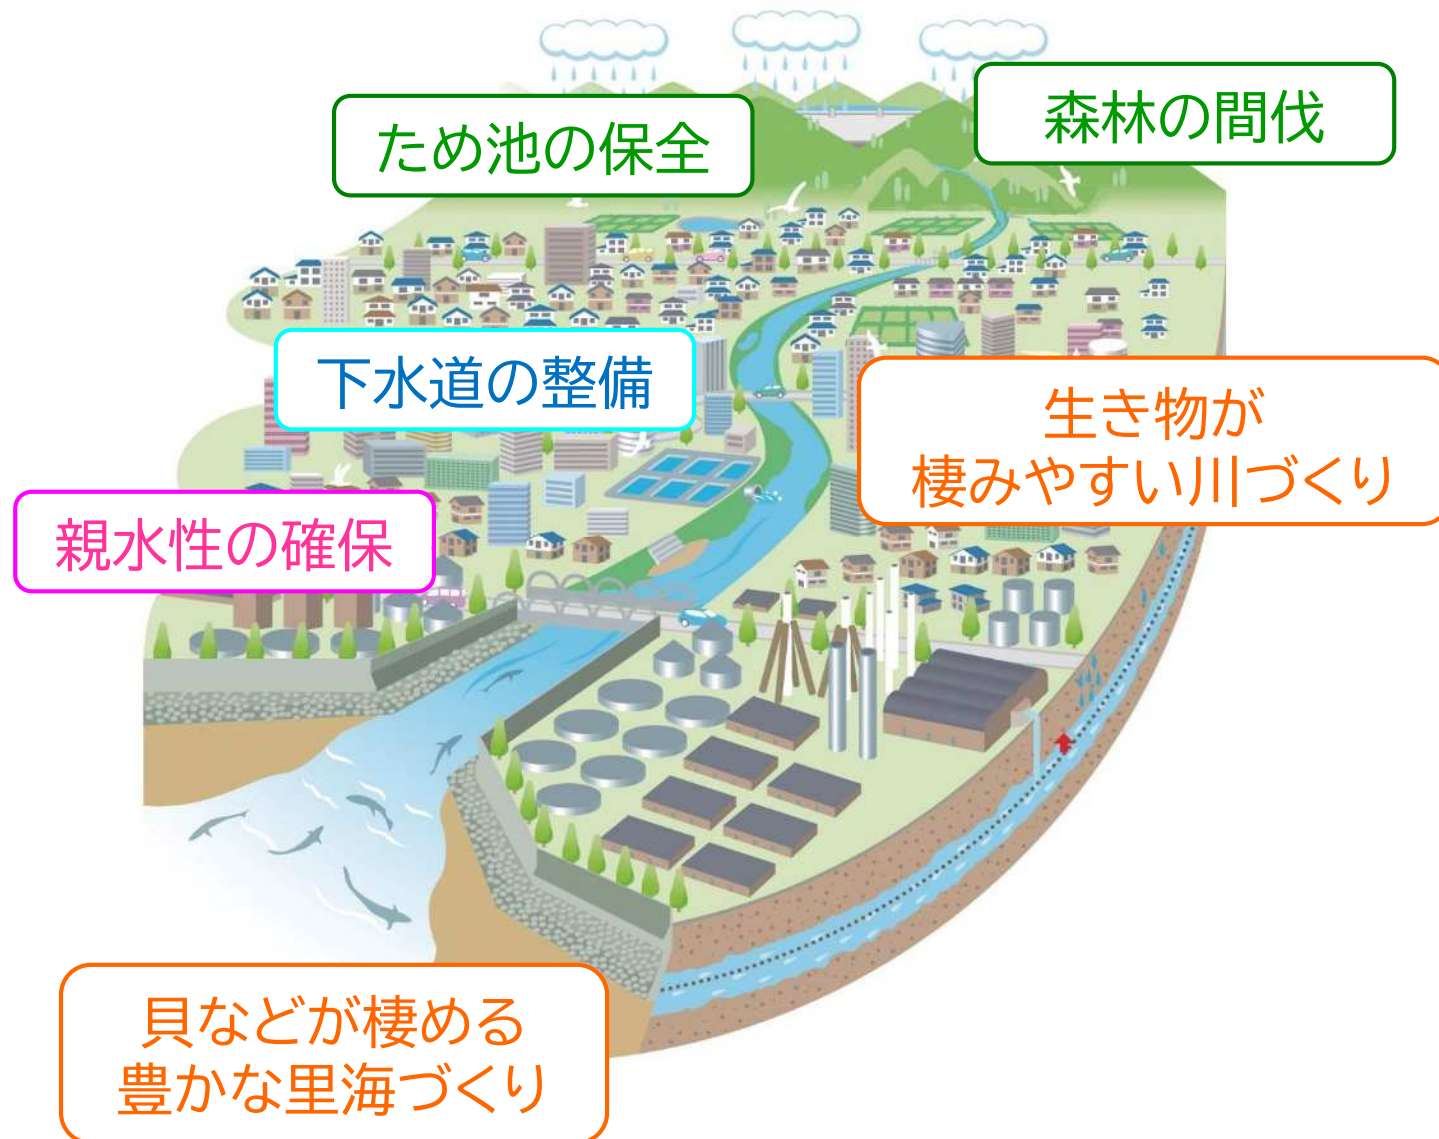 ため池の保全
森林の間伐
下水道の整備
生き物が
棲みやすい川づくり
親水性の確保
貝などが棲める
豊かな里海づくり